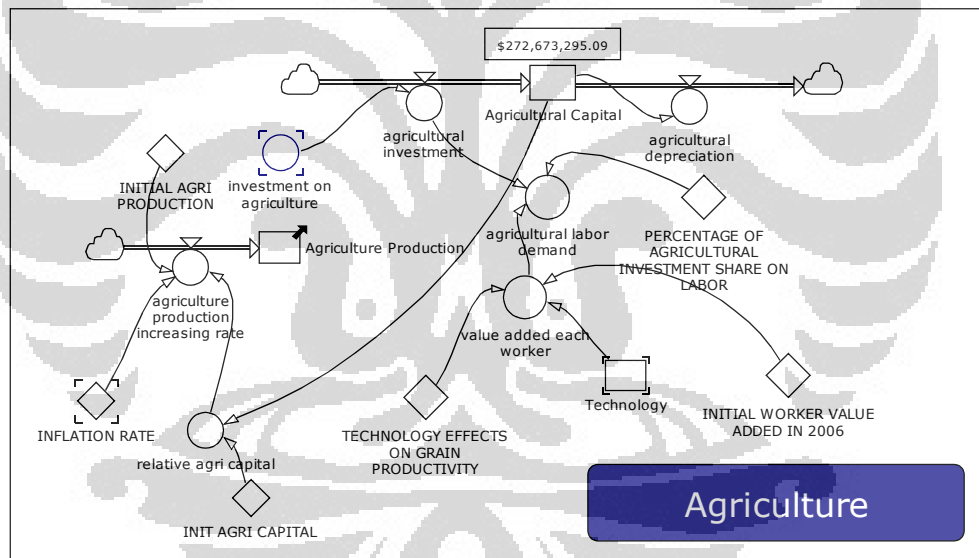 $272,673,295.09
Agricultural Capital
agricultural
investment
agricultural
depreciation
INITIAL AGRI
PRODUCTION
investment on
agriculture
Agriculture Production
agricultural labor
demand
PERCENTAGE OF
AGRICULTURAL
INVESTMENT SHARE ON
LABOR
agriculture
production
increasing rate
value added each
worker
Technology
INFLATION RATE
relative agri capital
TECHNOLOGY EFFECTS
ON GRAIN
PRODUCTIVITY
INITIAL WORKER VALUE
ADDED IN 2006
INIT AGRI CAPITAL
Agriculture